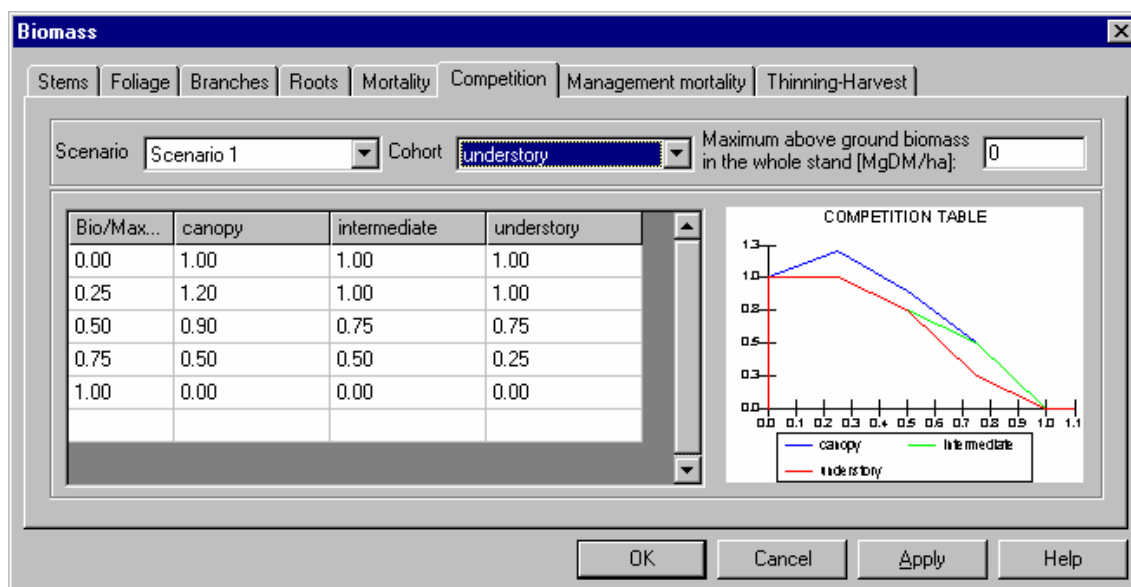 Biomass
Stems Foliage Branches Roots Mortality Competition Management mortality Thinning-Harvest
Scenario Scenario 1 Cohort understory Maximum above ground biomass
in the whole stand [MgDM/ha]: 0
Bio/Max... canopy intermediate understory
0.00 1.00 1.00 1.00
0.25 1.20 1.00 1.00
0.50 0.90 0.75 0.75
0.75 0.50 0.50 0.25
1.00 0.00 0.00 0.00
COMPETITION TABLE
1.3
1.0
0.8
0.5
0.3
0.0
0.0 0.1 0.2 0.3 0.4 0.5 0.6 0.7 0.8 0.9 1.0 1.1
canopy intermediate
understory
OK Cancel Apply Help